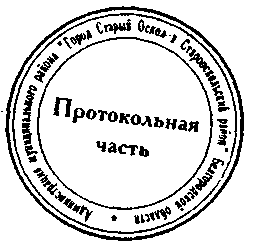 Администрация муниципального района "Город Старый Оскол и Старооскольский район" Белгородской области *
Протокольная
часть